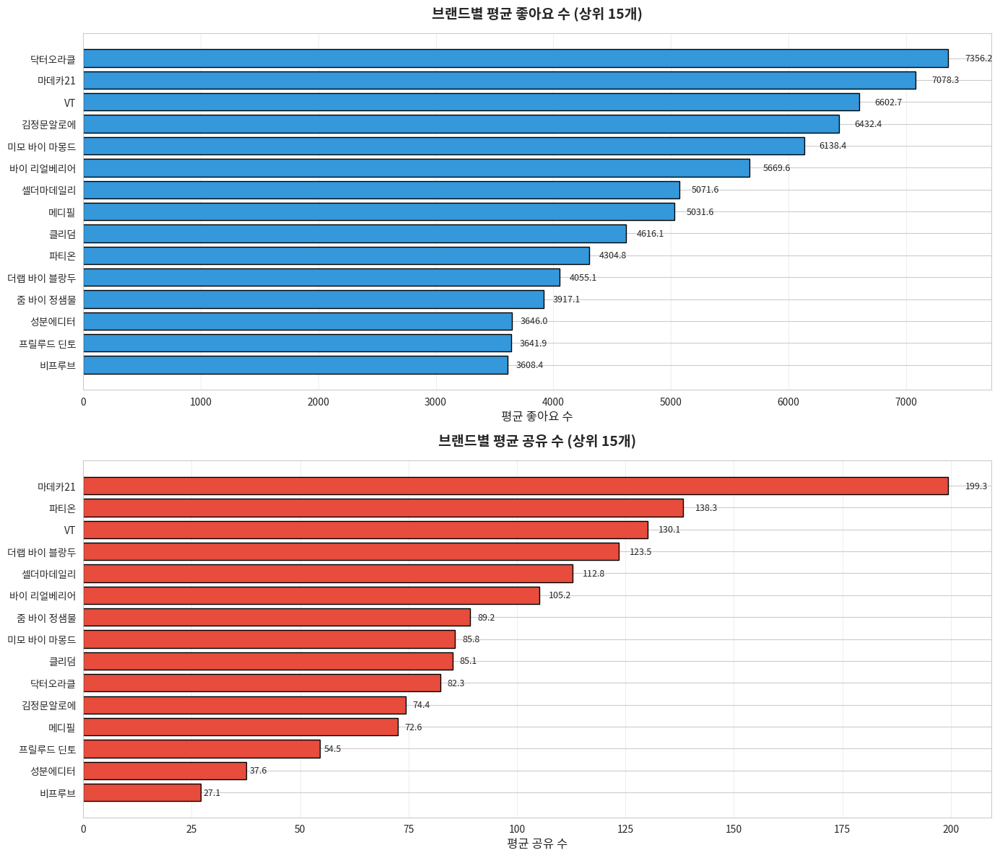 브랜드별 평균 좋아요 수 (상위 15개)
닥터오라클 7356.2
마데카21 7078.3
VT 6602.7
김정문알로에 6432.4
미모 바이 마몽드 6138.4
바이 리얼베리어 5669.6
셀더마데일리 5071.6
메디필 5031.6
클리덤 4616.1
파티온 4304.8
더랩 바이 블랑두 4055.1
줌 바이 정샘물 3917.1
성분에디터 3646.0
프릴루드 딘토 3641.9
비프루브 3608.4
0 1000 2000 3000 4000 5000 6000 7000
평균 좋아요 수
브랜드별 평균 공유 수 (상위 15개)
마데카21 199.3
파티온 138.3
VT 130.1
더랩 바이 블랑두 123.5
셀더마데일리 112.8
바이 리얼베리어 105.2
줌 바이 정샘물 89.2
미모 바이 마몽드 85.8
클리덤 85.1
닥터오라클 82.3
김정문알로에 74.4
메디필 72.6
프릴루드 딘토 54.5
성분에디터 37.6
비프루브 27.1
0 25 50 75 100 125 150 175 200
평균 공유 수